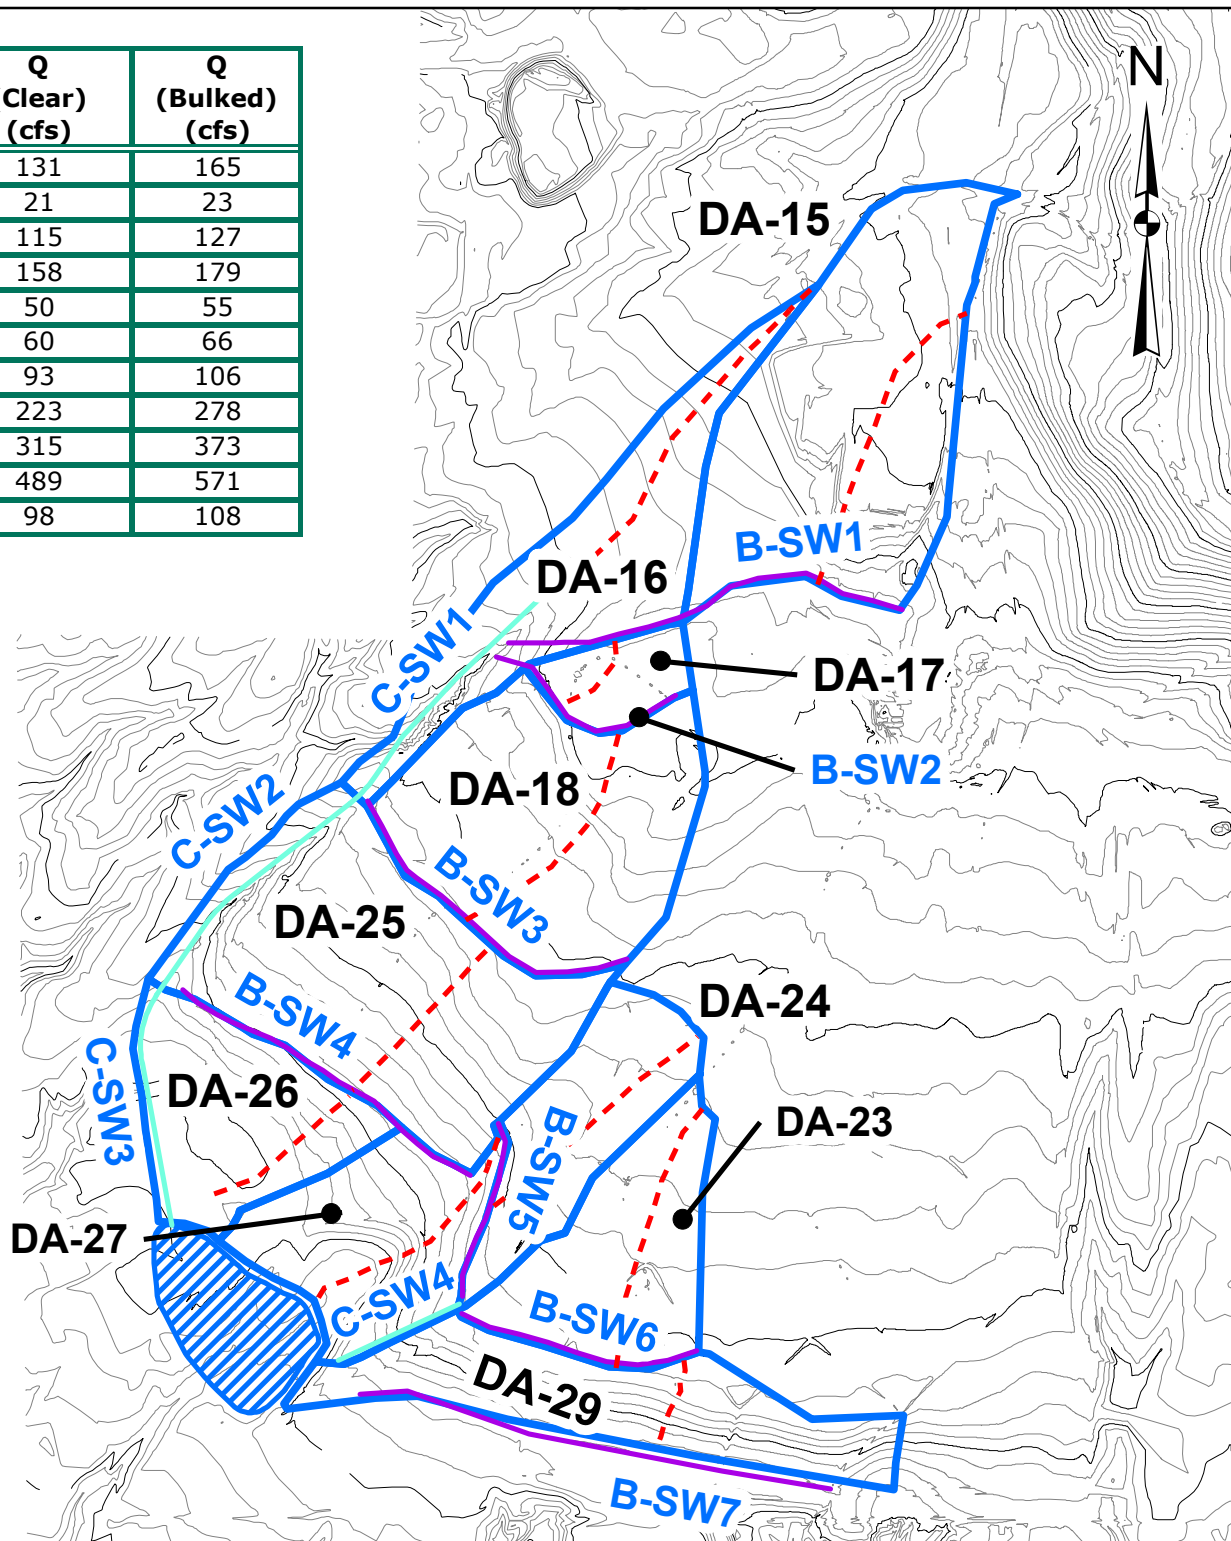 Q Q
Clear) (Bulked)
(cfs) (cfs)
131 165
21 23
115 127
158 179
50 55
60 66
93 106
223 278
315 373
489 571
98 108
N
DA-15
B-SW1
DA-16
C-SW1
DA-17
B-SW2
DA-18
C-SW2
B-SW3
DA-25
DA-24
B-SW4
C-SW3
DA-26
B-SW5
DA-23
DA-27
C-SW4
B-SW6
DA-29
B-SW7